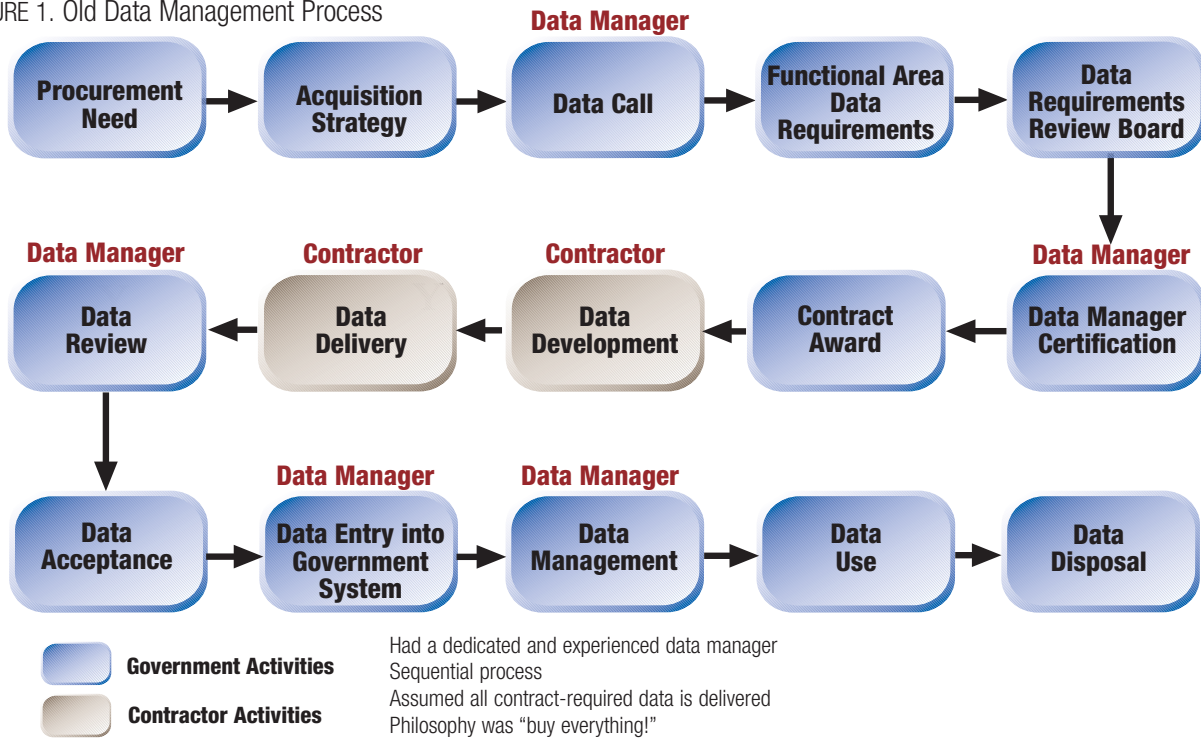 URE 1. Old Data Management Process
Data Manager
Procurement
Need
Acquisition
Strategy
Data Call
Functional Area
Data
Requirements
Data
Requirements
Review Board
Data Manager
Contractor
Contractor
Data Manager
Data
Review
Data
Delivery
Data
Development
Contract
Award
Data Manager
Certification
Data Manager
Data Manager
Data
Acceptance
Data Entry into
Government
System
Data
Management
Data
Use
Data
Disposal
Government Activities
Contractor Activities
Had a dedicated and experienced data manager
Sequential process
Assumed all contract-required data is delivered
Philosophy was “buy everything!”